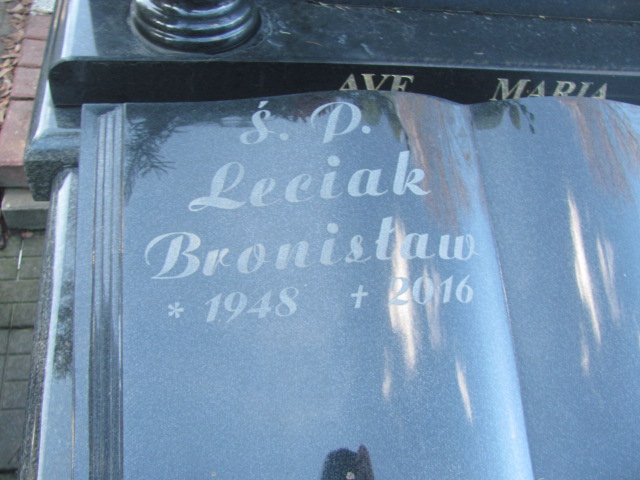 AVE MARIA
Ś. P.
Leciak
Bronisław
* 1948 + 2016